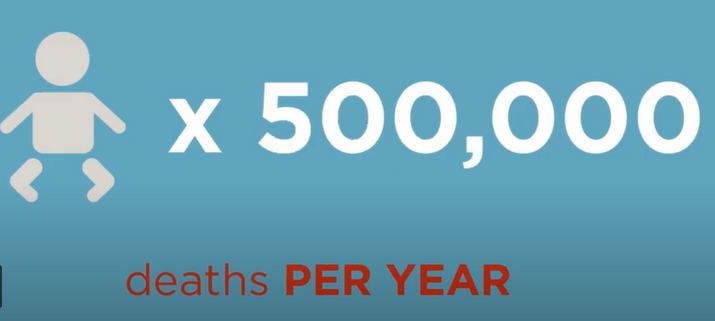 x 500,000
deaths PER YEAR